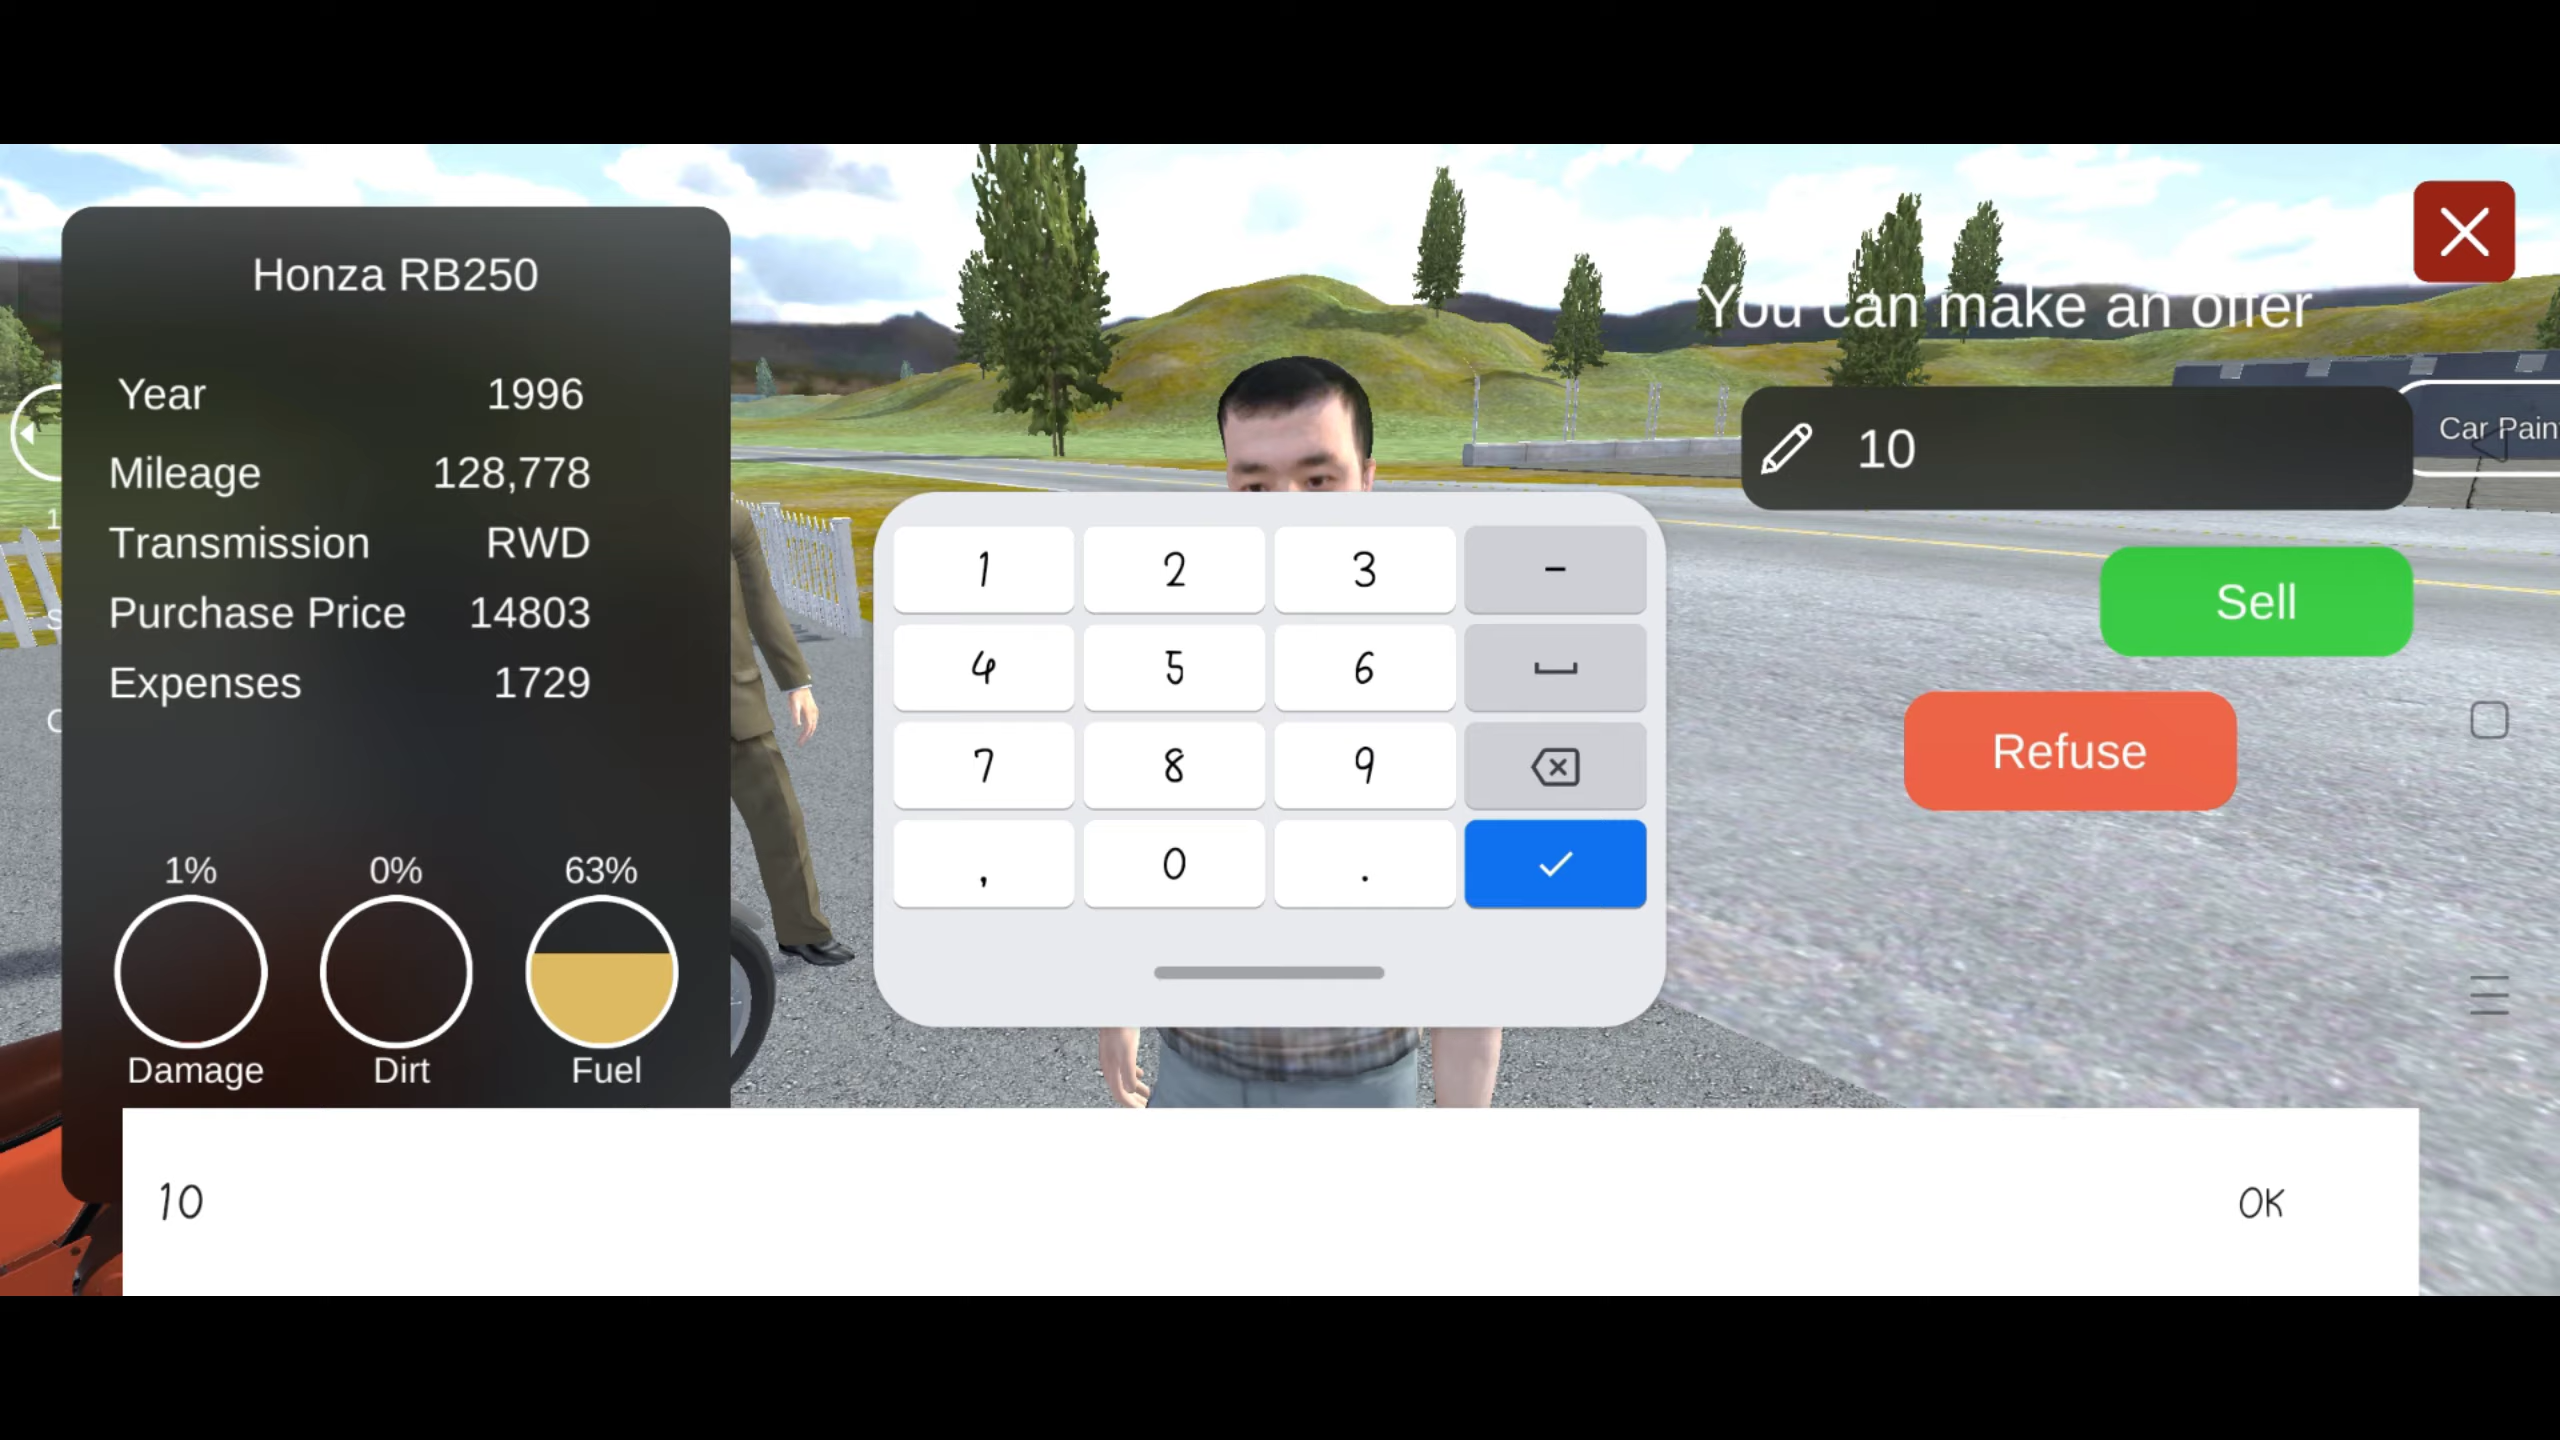 Honza RB250
Year 1996
Mileage 128,778
Transmission RWD
Purchase Price 14803
Expenses 1729
1% 0% 63%
Damage Dirt Fuel
You can make an offer
10
Car Pain
Sell
Refuse
1 2 3 -
4 5 6
7 8 9
, 0 .
10 OK